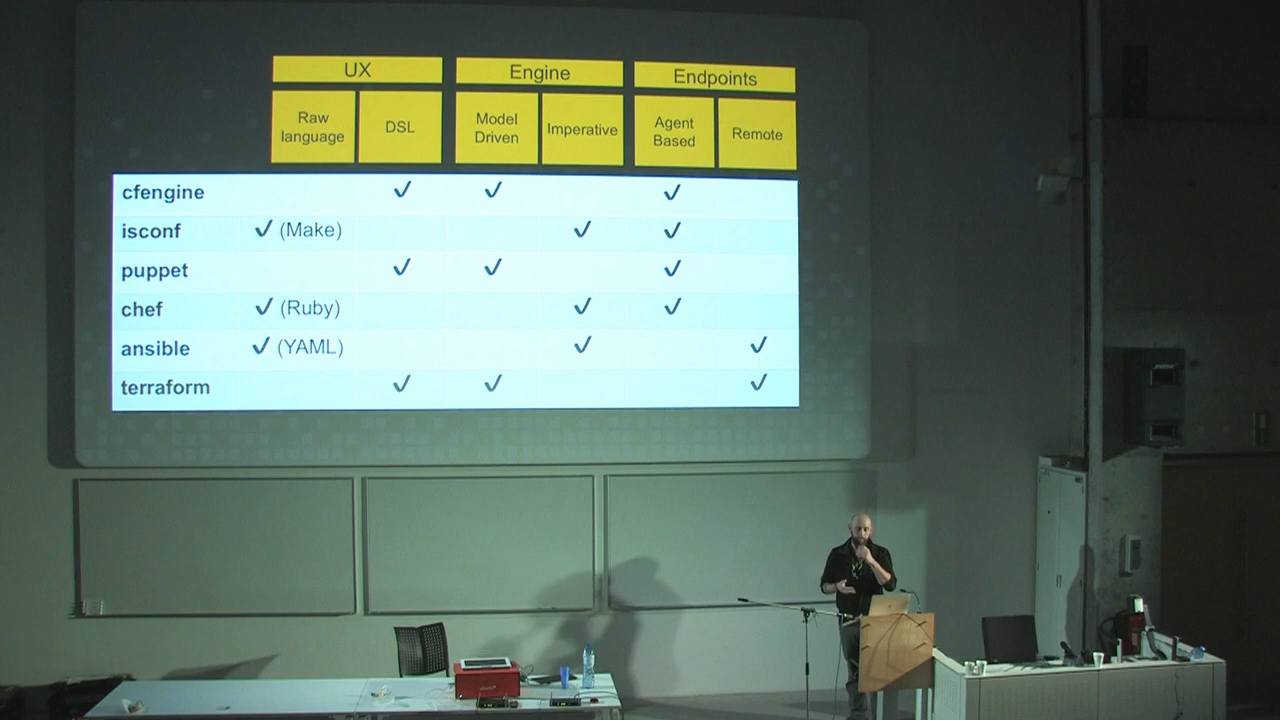 UX Engine Endpoints
Raw language DSL Model Driven Imperative Agent Based Remote
cfengine ✓ ✓ ✓
isconf ✓ (Make) ✓ ✓
puppet ✓ ✓ ✓
chef ✓ (Ruby) ✓ ✓
ansible ✓ (YAML) ✓ ✓
terraform ✓ ✓ ✓